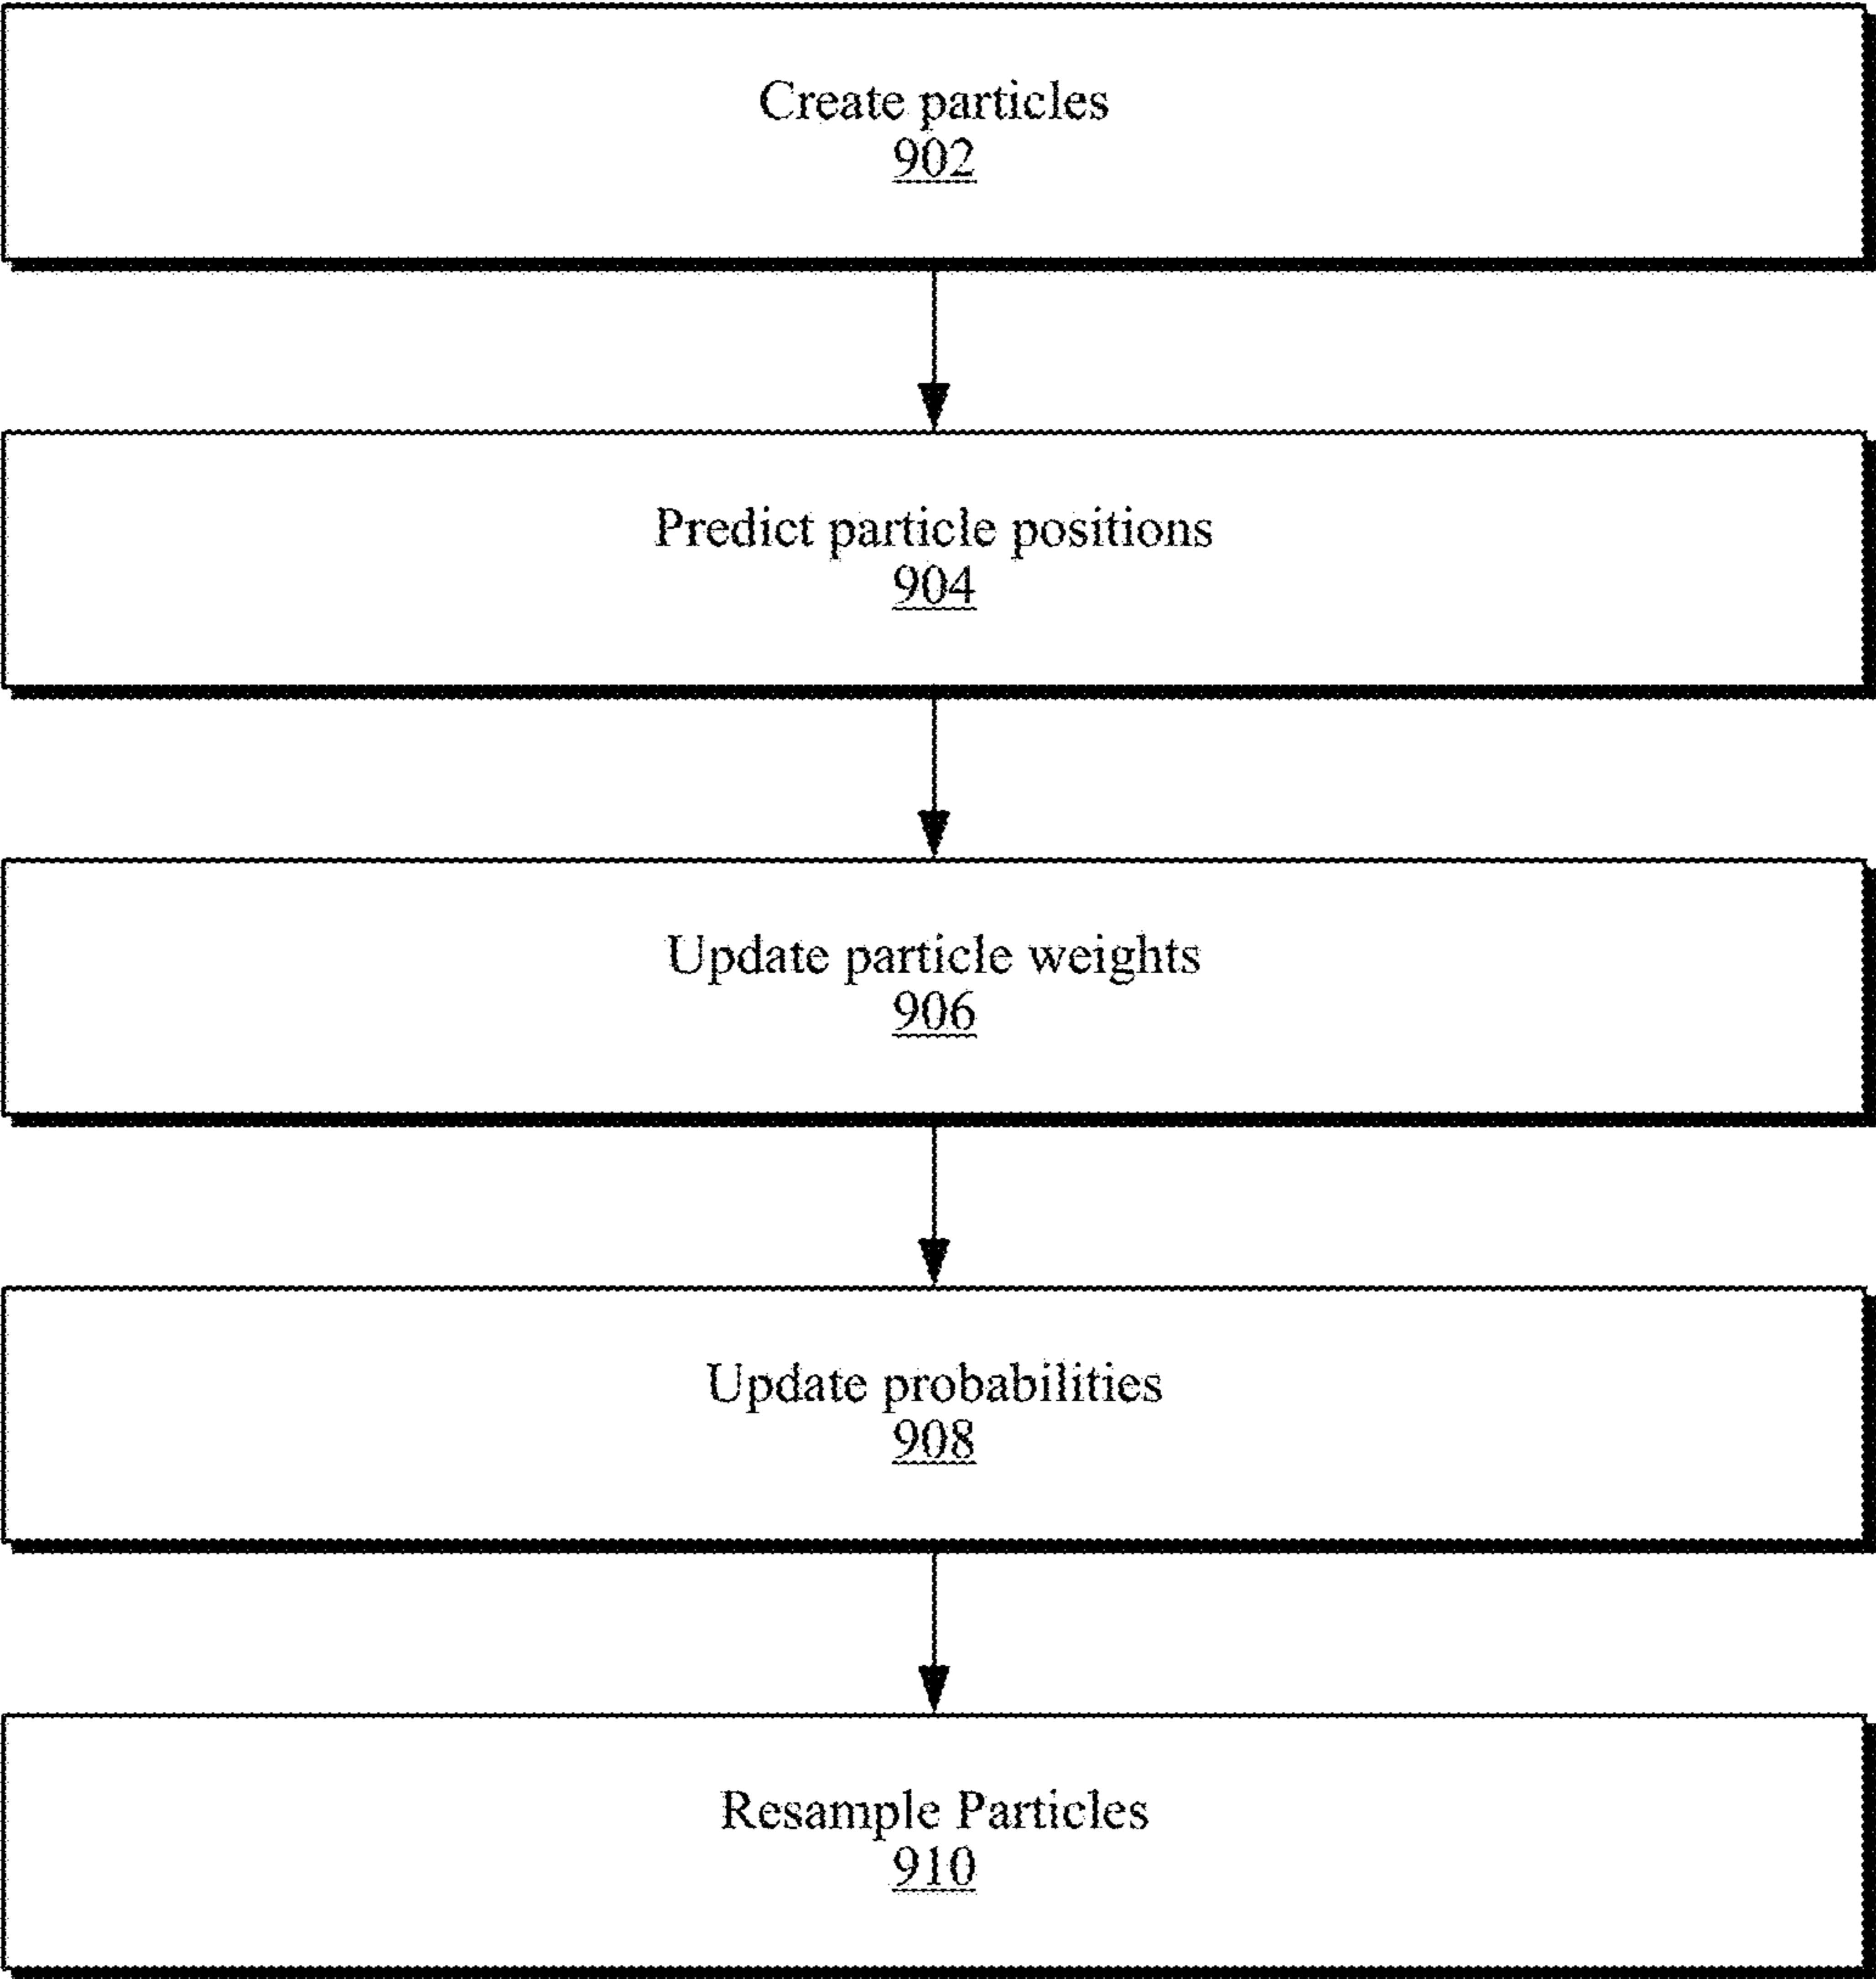 Create particles
902
Predict particle positions
904
Update particle weights
906
Update probabilities
908
Resample Particles
910